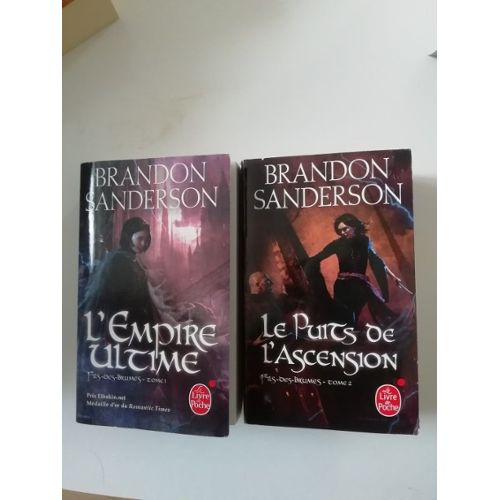 BRANDON
SANDERSON
L'EMPIRE
ULTIME
FILS-DES-BRUMES - TOME 1
Prix Elbakin.net
Médaille d'or du Romantic Times
Le
Livre
de
Poche
BRANDON
SANDERSON
LE PUITS DE
L'ASCENSION
FILS-DES-BRUMES - TOME 2
Le
Livre
de
Poche